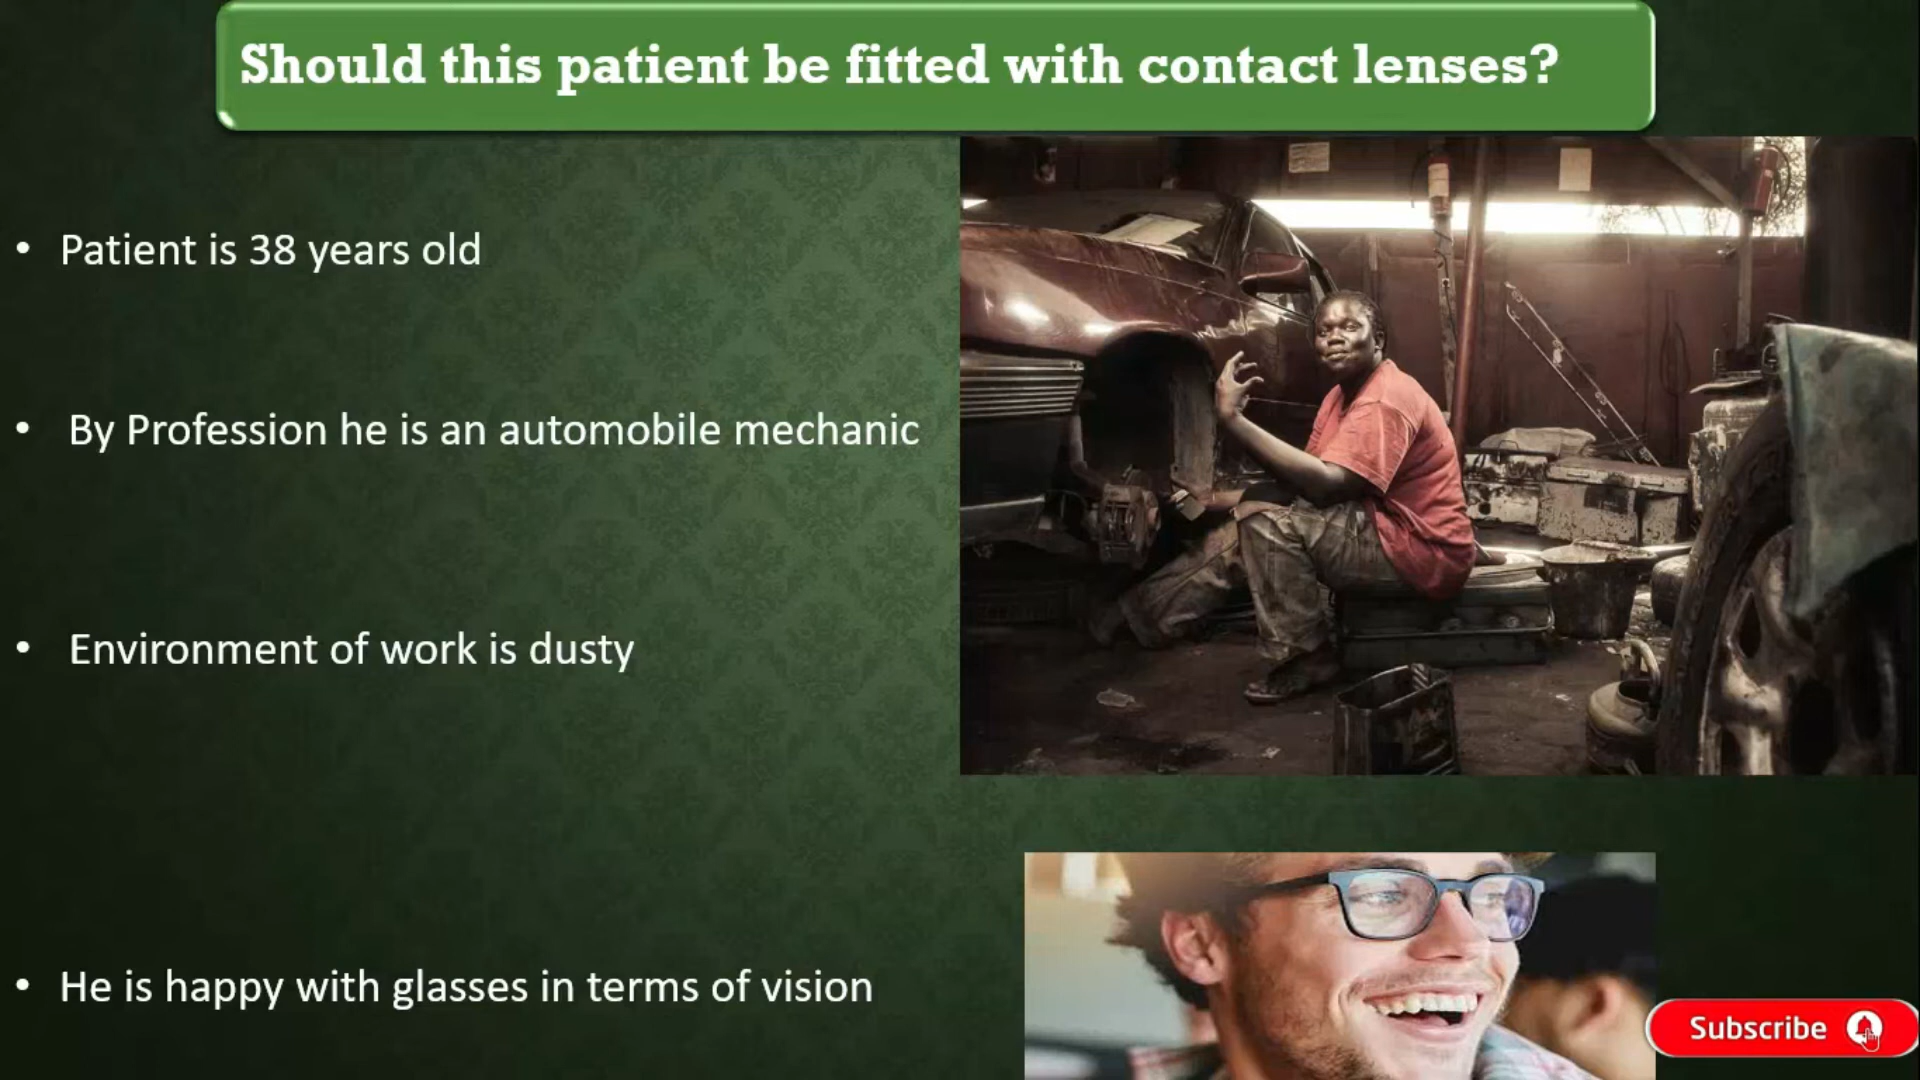 Should this patient be fitted with contact lenses?
• Patient is 38 years old
• By Profession he is an automobile mechanic
• Environment of work is dusty
• He is happy with glasses in terms of vision
Subscribe